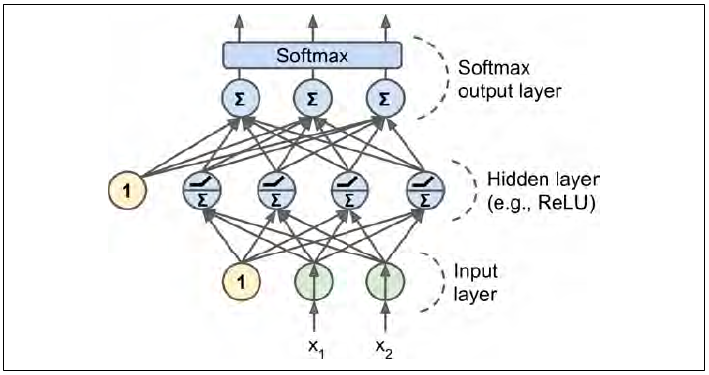 Softmax
Softmax
output layer
Σ Σ Σ
1
Σ Σ Σ Σ
Hidden layer
(e.g., ReLU)
1
Input
layer
x₁ x₂